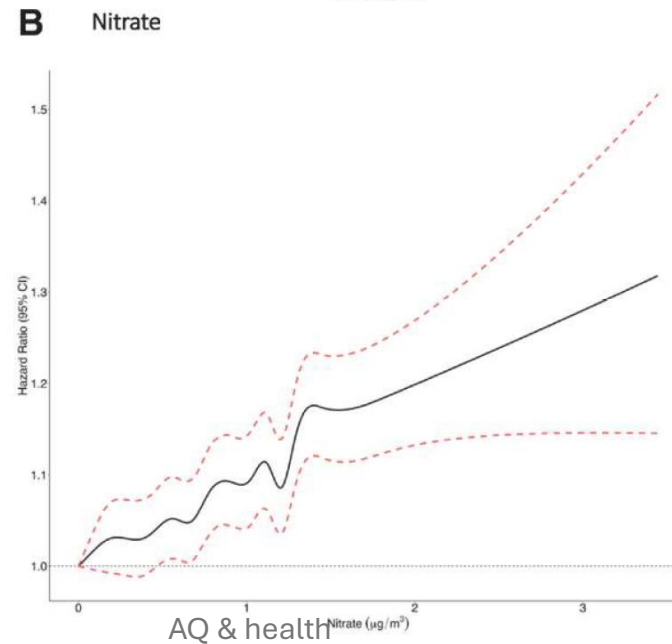 B Nitrate
1.5
1.4
1.3
1.2
1.1
1.0
Hazard Ratio (95% CI)
0 1 2 3
Nitrate (μg/m³)
AQ & health